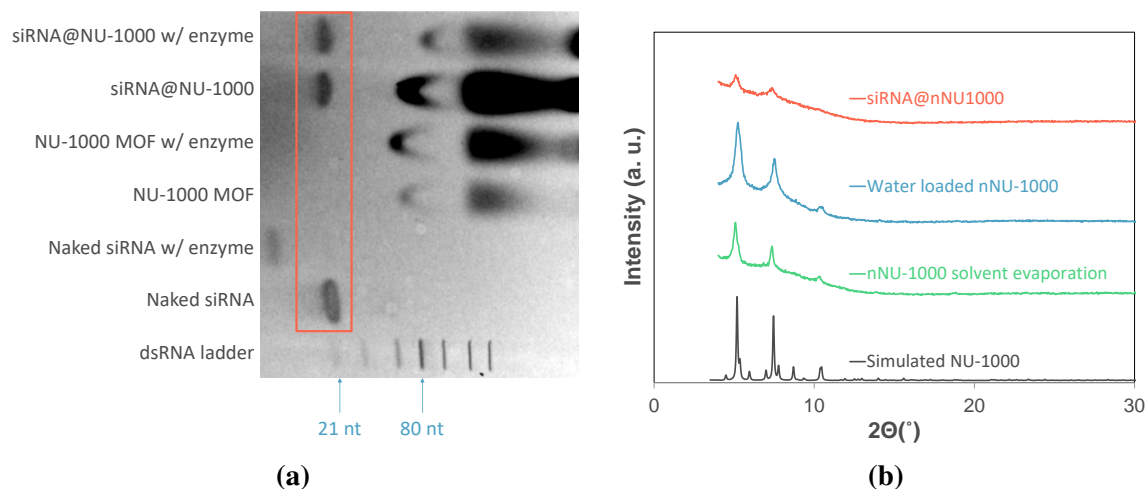 siRNA@NU-1000 w/ enzyme
siRNA@NU-1000
NU-1000 MOF w/ enzyme
NU-1000 MOF
Naked siRNA w/ enzyme
Naked siRNA
dsRNA ladder
21 nt
80 nt
(a)
Intensity (a. u.)
siRNA@nNU1000
Water loaded nNU-1000
nNU-1000 solvent evaporation
Simulated NU-1000
0
10
20
30
2Θ(˚)
(b)